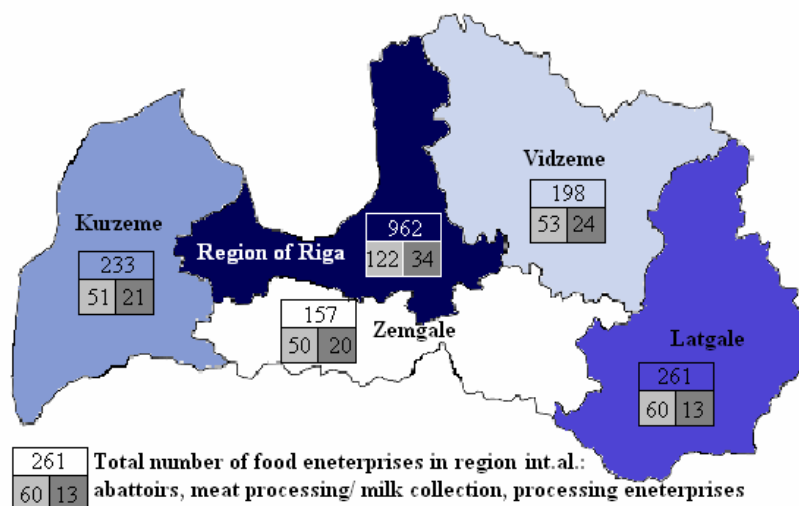 Vidzeme
198
53 24
Kurzeme
233
51 21
Region of Riga
962
122 34
157
50 20
Zemgale
Latgale
261
60 13
261 Total number of food eneterprises in region int.al.:
60 13 abattoirs, meat processing/ milk collection, processing eneterprises